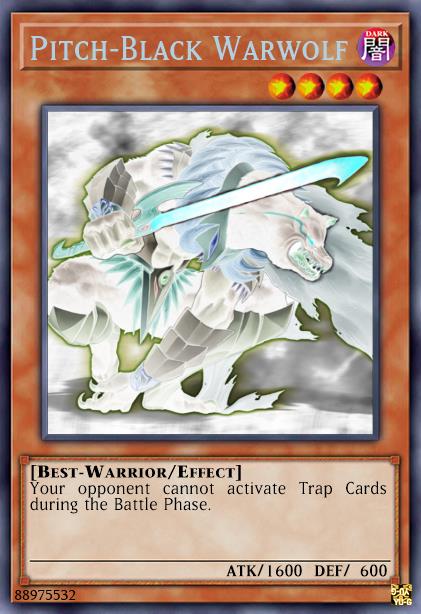 PITCH-BLACK WARWOLF
DARK
闇
[BEST-WARRIOR/EFFECT]
Your opponent cannot activate Trap Cards
during the Battle Phase.
ATK/1600 DEF/ 600
88975532